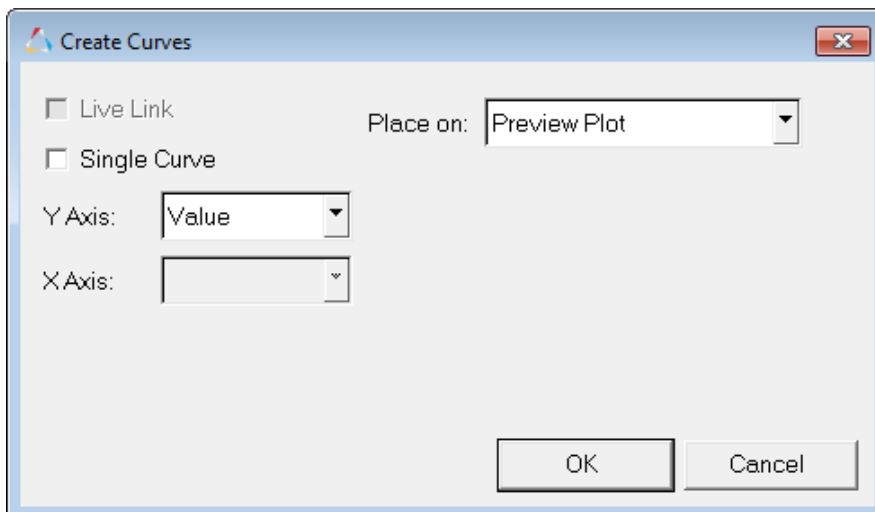 Create Curves
Live Link
Place on: Preview Plot
Single Curve
Y Axis: Value
X Axis:
OK Cancel